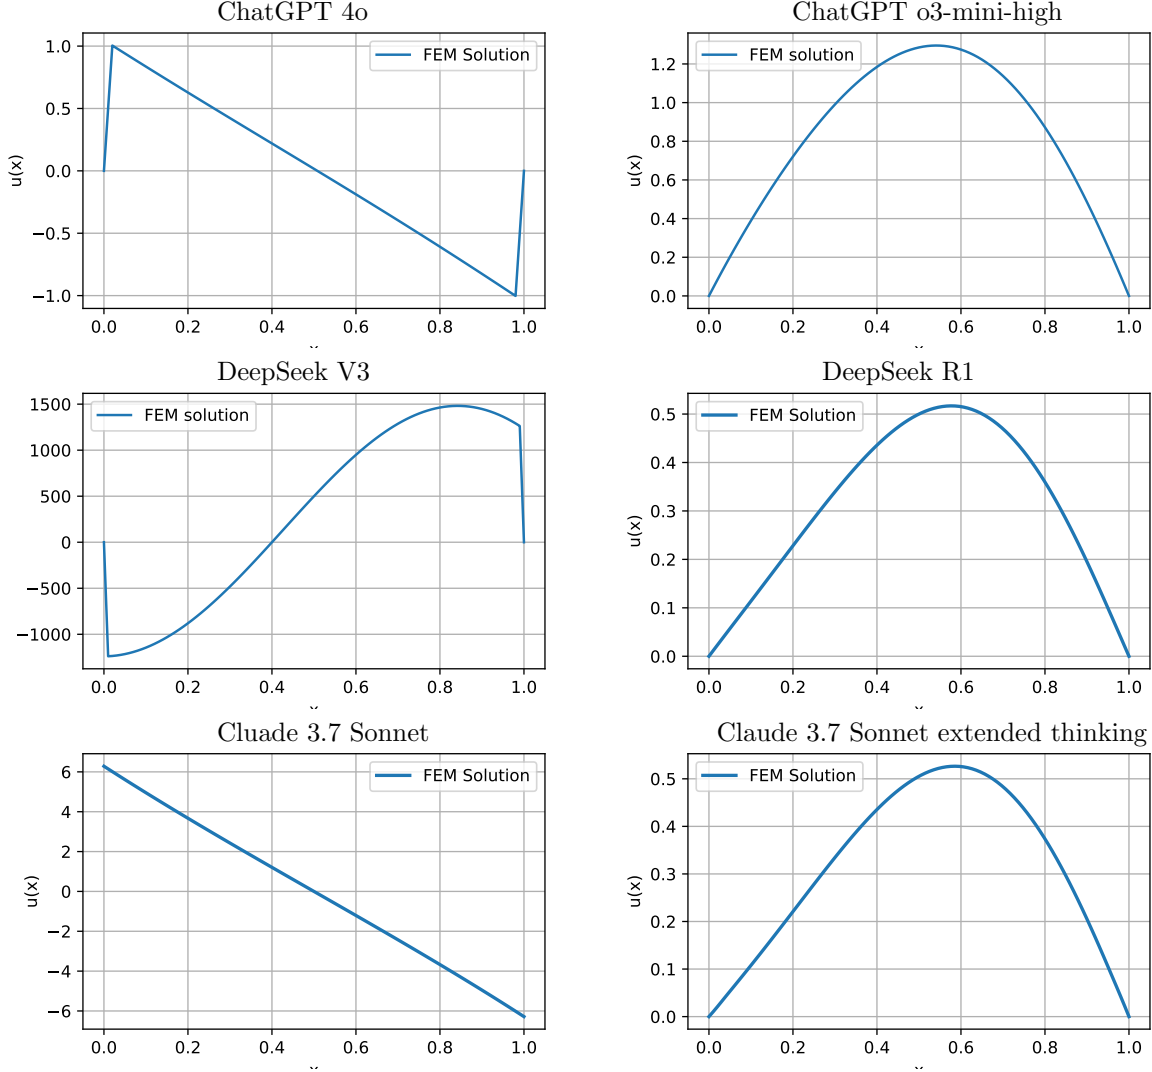 ChatGPT 4o
FEM Solution
1.0
0.5
0.0
−0.5
−1.0
u(x)
0.0 0.2 0.4 0.6 0.8 1.0
ChatGPT o3-mini-high
FEM solution
1.2
1.0
0.8
0.6
0.4
0.2
0.0
u(x)
0.0 0.2 0.4 0.6 0.8 1.0
DeepSeek V3
FEM solution
1500
1000
500
0
−500
−1000
u(x)
0.0 0.2 0.4 0.6 0.8 1.0
DeepSeek R1
FEM Solution
0.5
0.4
0.3
0.2
0.1
0.0
u(x)
0.0 0.2 0.4 0.6 0.8 1.0
Cluade 3.7 Sonnet
FEM Solution
6
4
2
0
−2
−4
−6
u(x)
0.0 0.2 0.4 0.6 0.8 1.0
Claude 3.7 Sonnet extended thinking
FEM Solution
0.5
0.4
0.3
0.2
0.1
0.0
u(x)
0.0 0.2 0.4 0.6 0.8 1.0